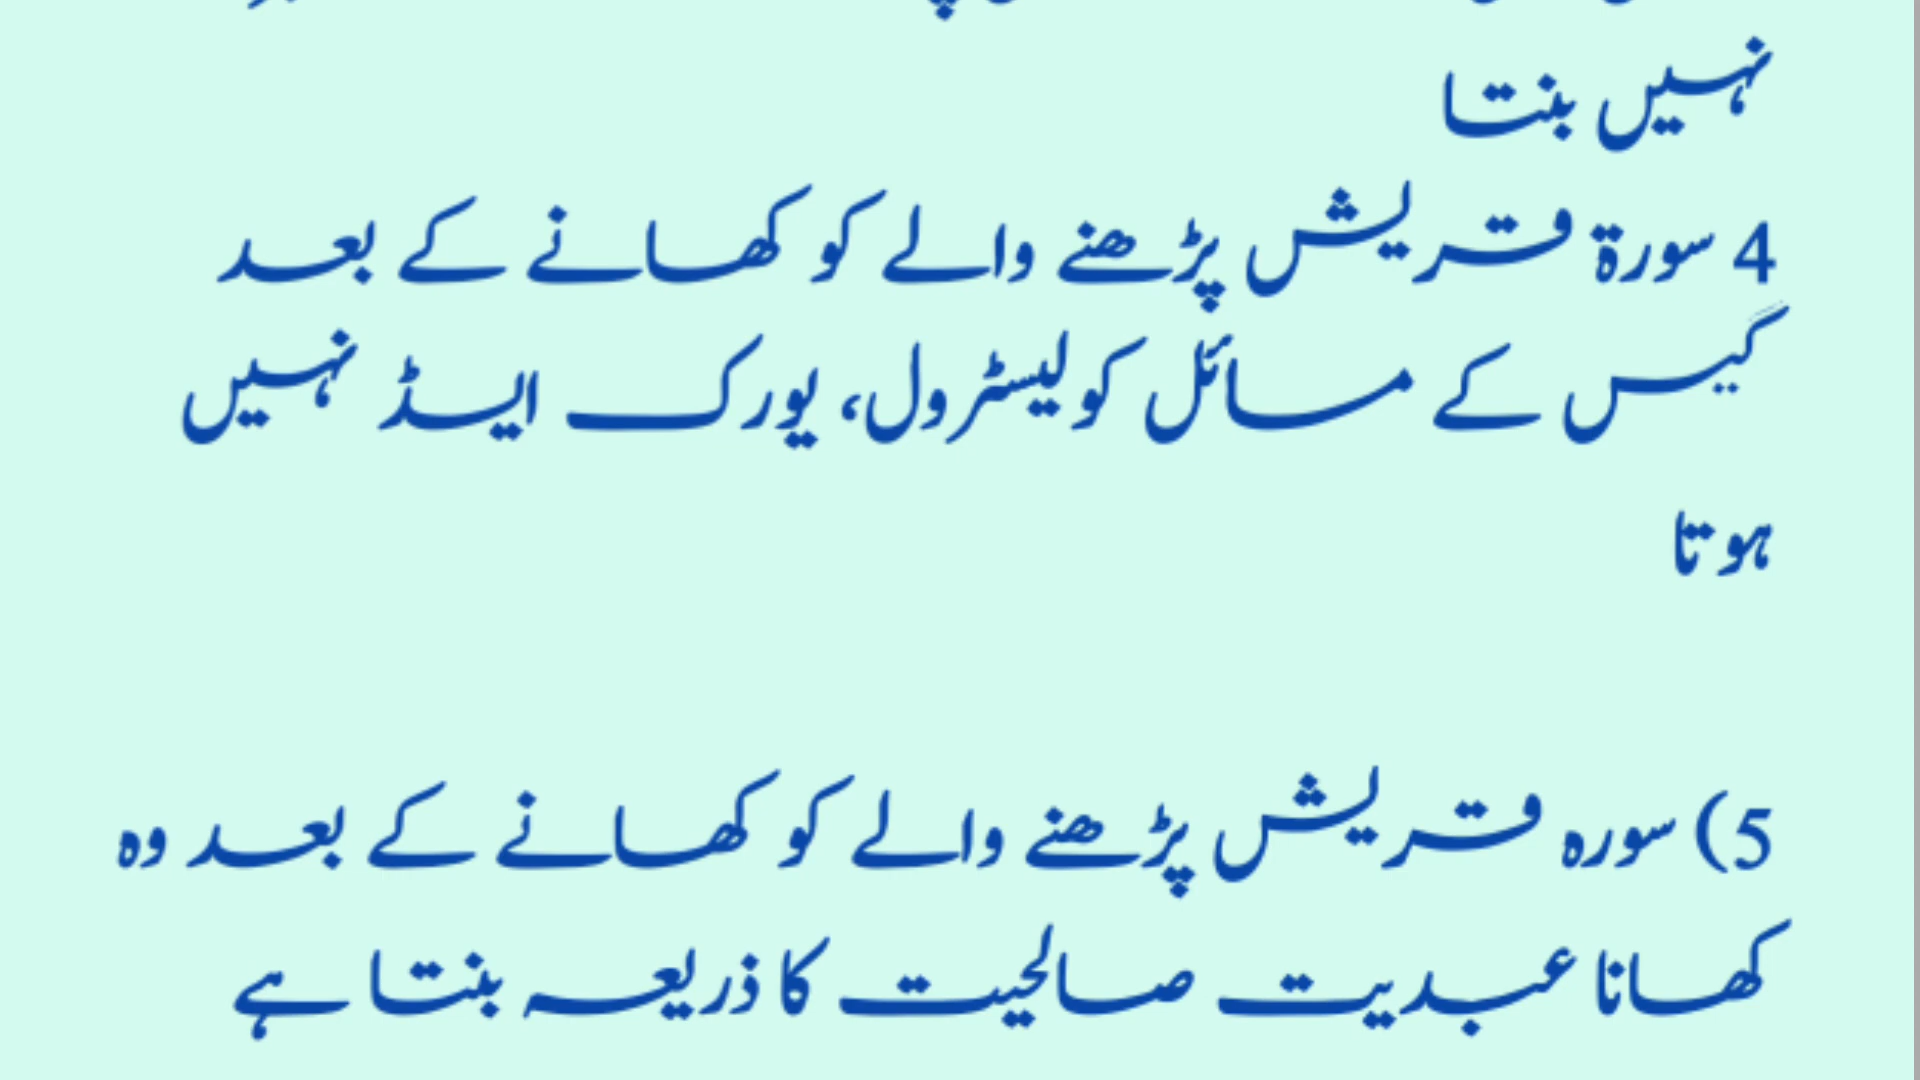 نہیں بنتا
4 سورۃ قریش پڑھنے والے کو کھانے کے بعد
گیس کے مسائل کولیسٹرول، یورک ایسڈ نہیں
ہوتا
5) سورہ قریش پڑھنے والے کو کھانے کے بعد وہ
کھانا عبدیت صالحیت کا ذریعہ بنتا ہے